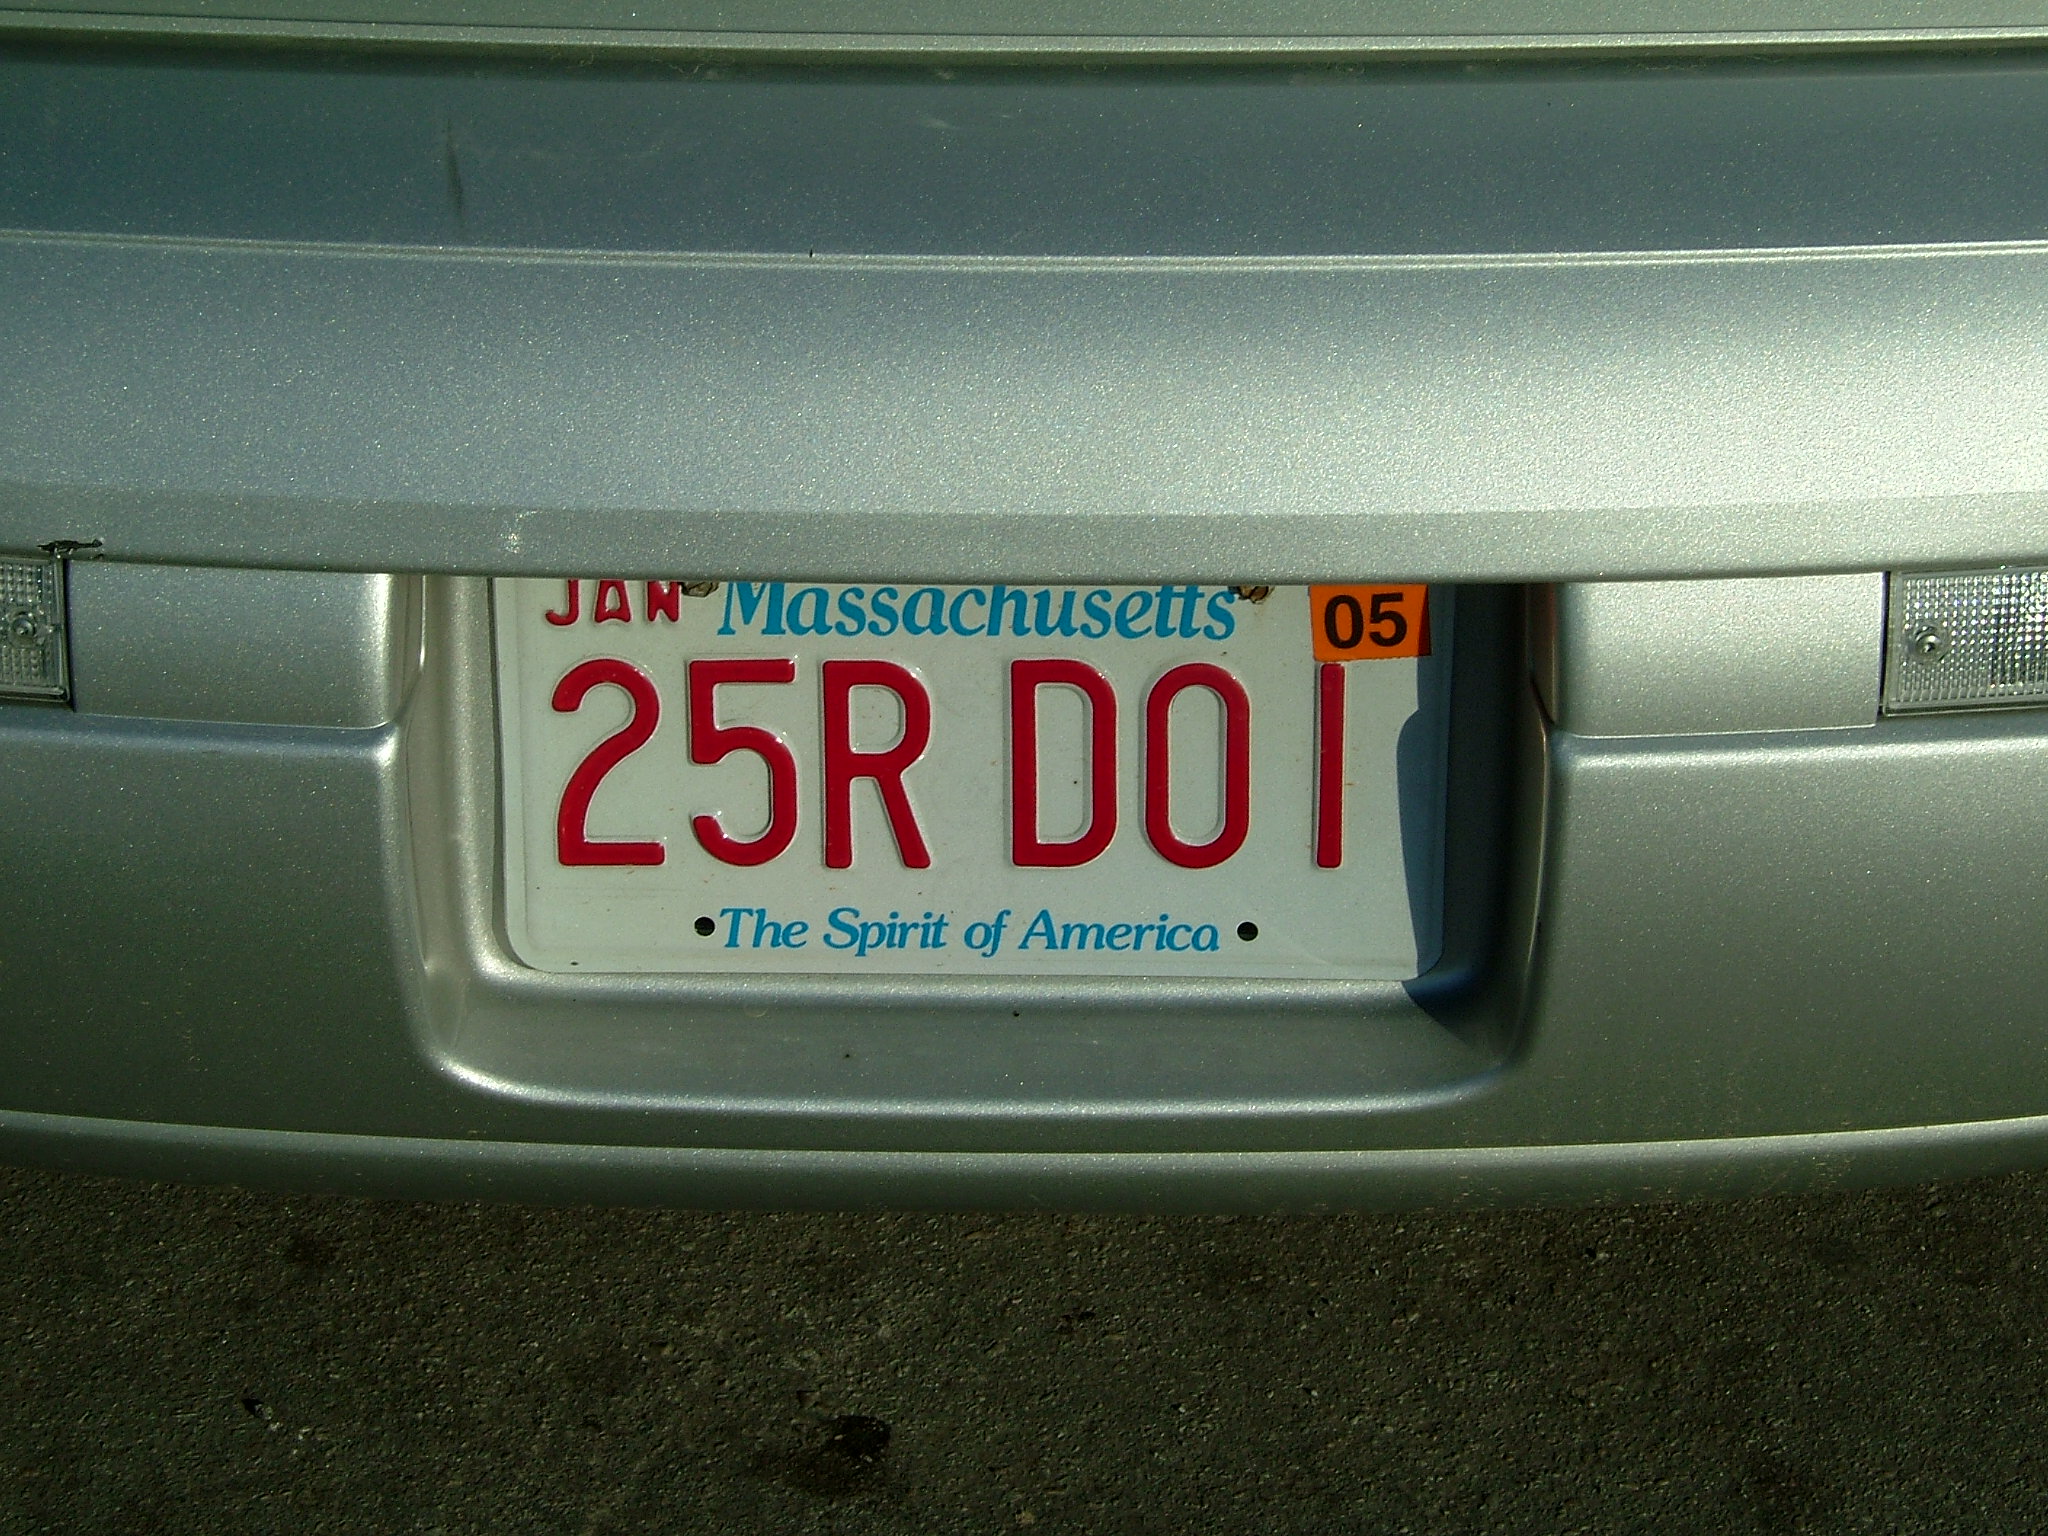 JAN Massachusetts 05
25R D01
The Spirit of America